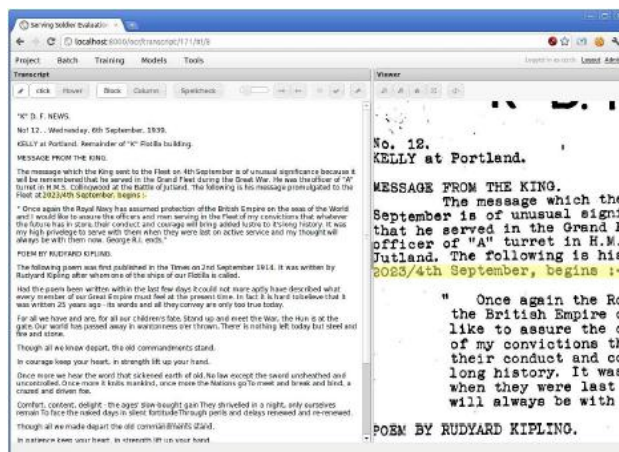 Serving Soldier Evaluation
localhost:8000/ocr/transcript/171/#/8
Project Batch Training Models Tools
Logout
Transcript
click Hover Block Column Spellcheck
"K" D. F. NEWS.
No! 12. . Wednesday. 6th September, 1939.
KELLY at Portland. Remainder of "K" Flotilla building.
MESSAGE FROM THE KING.
The message which the King sent to the Fleet on 4th September is of unusual significance because it
will be remembered that he served in the Grand Fleet during the Great War. He was the officer of "A"
turret in H.M.S. Collingwood at the Battle of Jutland. The following is his message promulgated to the
Fleet at 2023/4th September, begins :-
" Once again the Royal Navy has assumed protection of the British Empire on the seas of the World
and I would like to assure the officers and men serving in the Fleet of my convictions that whatever
the future has in store, their conduct and courage will bring added lustre to it's long history. It was
my high privelege to serve with them when they were last on active service and my thought will
always be with them now. George R.I. ends."
POEM BY RUDYARD KIPLING.
The following poem was first published in the Times on 2nd September 1914. It was written by
Rudyard Kipling after whom one of the ships of our Flotilla is called.
Had the poem been written within the last few days it could not more aptly have described what
every member of our Great Empire must feel at the present time. In fact it is hard to believe that it
was written 25 years ago - its words and all they convey are only too true today.
For all we have and are, for all our children's fate. Stand up and meet the War, the Hun is at the
gate. Our world has passed away in wantonness o'er thrown. There is nothing left today but steel and
fire and stone.
Though all we know depart, the old commandments stand.
In courage keep your heart, in strength lift up your hand.
Once more we hear the word that sickened earth of old. No law except the sword unsheathed and
uncontrolled. Once more it knits mankind, once more the Nations go To meet and break and bind, a
crazed and driven foe.
Comfort, content, delight - the ages' slow-bought gain They shrivelled in a night, only ourselves
remain To face the naked days in silent fortitude Through perils and delays renewed and re-renewed.
Though all we made depart the old commandments stand.
In patience keep your heart, in strength lift up your hand
Viewer
"K" D. F.
No. 12.
KELLY at Portland.
MESSAGE FROM THE KING.
The message which the
September is of unusual signi
that he served in the Grand F
officer of "A" turret in H.M.
Jutland. The following is his
2023/4th September, begins :-
" Once again the Ro
the British Empire o
like to assure the o
of my convictions th
their conduct and co
long history. It was
when they were last
will always be with
POEM BY RUDYARD KIPLING.